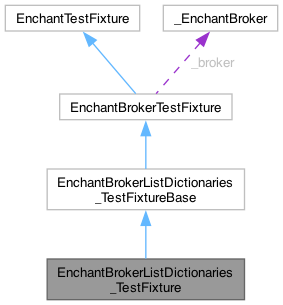 EnchantTestFixture
_EnchantBroker
_broker
EnchantBrokerTestFixture
EnchantBrokerListDictionaries
_TestFixtureBase
EnchantBrokerListDictionaries
_TestFixture